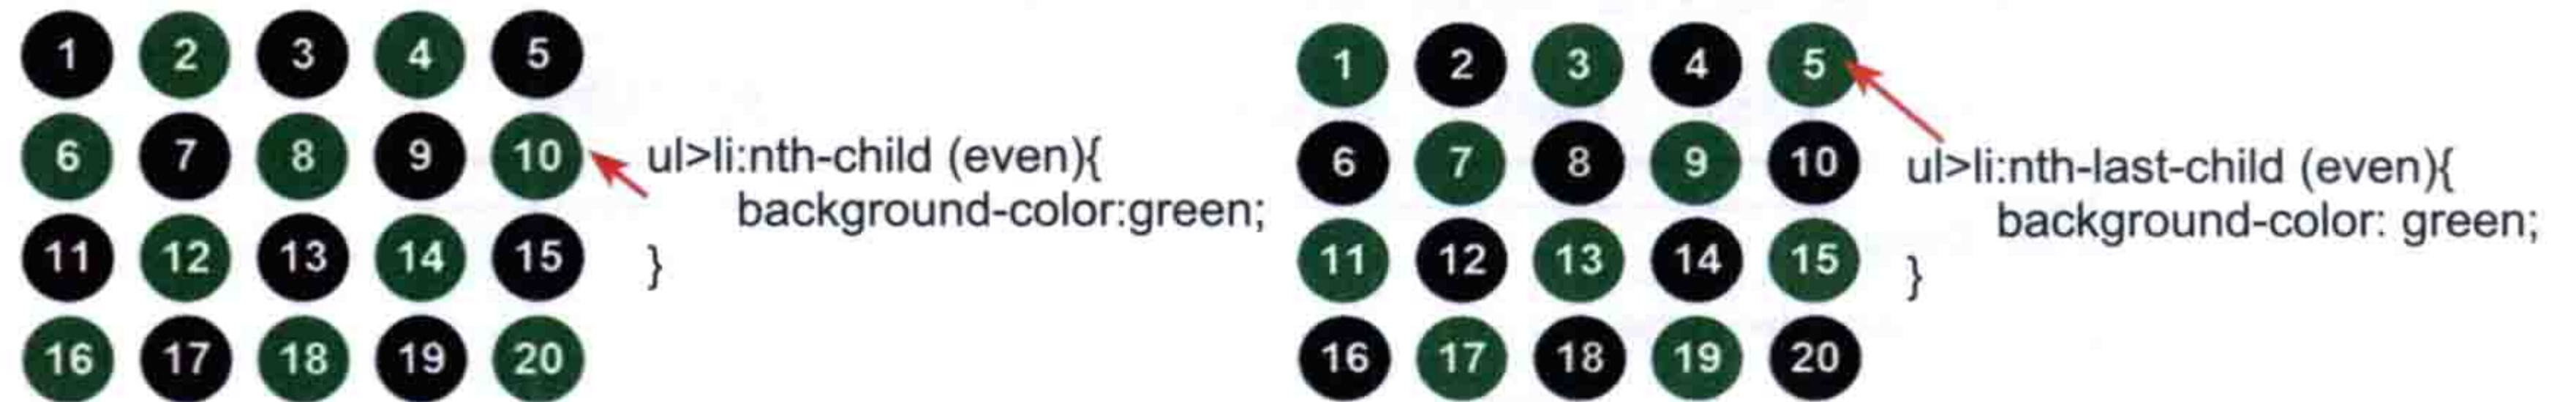 1 2 3 4 5
6 7 8 9 10
11 12 13 14 15
16 17 18 19 20
ul>li:nth-child (even){
background-color:green;
}
1 2 3 4 5
6 7 8 9 10
11 12 13 14 15
16 17 18 19 20
ul>li:nth-last-child (even){
background-color: green;
}